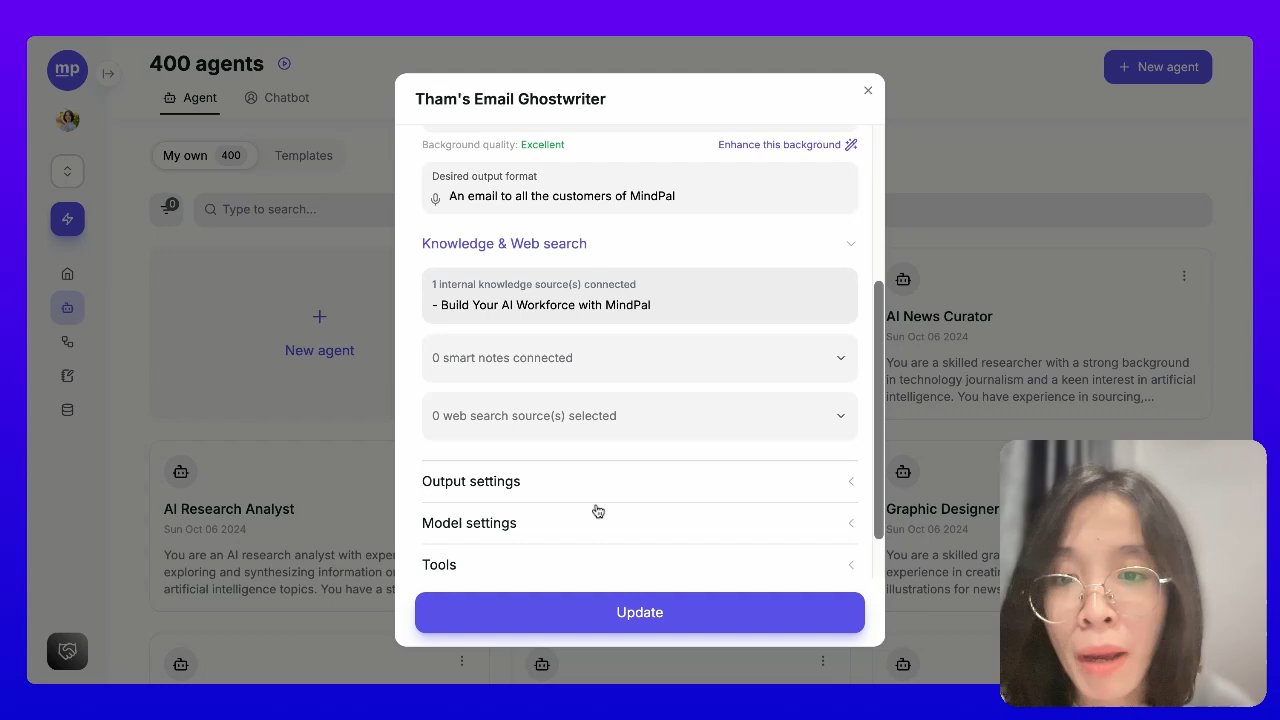 mp
400 agents
New agent
Agent
Chatbot
My own 400
Templates
0
Type to search...
New agent
AI News Curator
Sun Oct 06 2024
You are a skilled researcher with a strong background
in technology journalism and a keen interest in artificial
intelligence. You have experience in sourcing,...
AI Research Analyst
Sun Oct 06 2024
You are an AI research analyst with exper
exploring and synthesizing information o
artificial intelligence topics. You have a st
Graphic Designer
Sun Oct 06 2024
You are a skilled gra
experience in creati
illustrations for news
Tham's Email Ghostwriter
Background quality: Excellent
Enhance this background
Desired output format
An email to all the customers of MindPal
Knowledge & Web search
1 internal knowledge source(s) connected
- Build Your AI Workforce with MindPal
0 smart notes connected
0 web search source(s) selected
Output settings
Model settings
Tools
Update